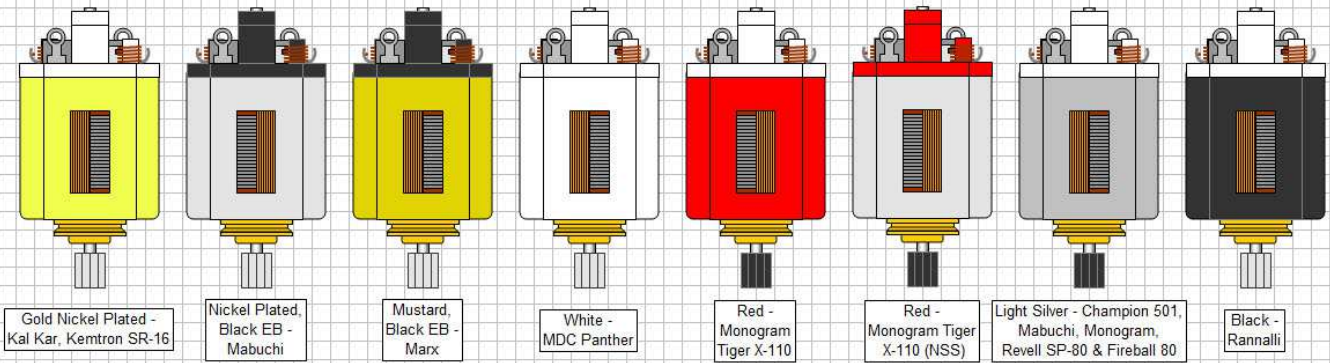 Gold Nickel Plated -
Kal Kar, Kemtron SR-16
Nickel Plated,
Black EB -
Mabuchi
Mustard,
Black EB -
Marx
White -
MDC Panther
Red -
Monogram
Tiger X-110
Red -
Monogram Tiger
X-110 (NSS)
Light Silver - Champion 501,
Mabuchi, Monogram,
Revell SP-80 & Fireball 80
Black -
Rannalli